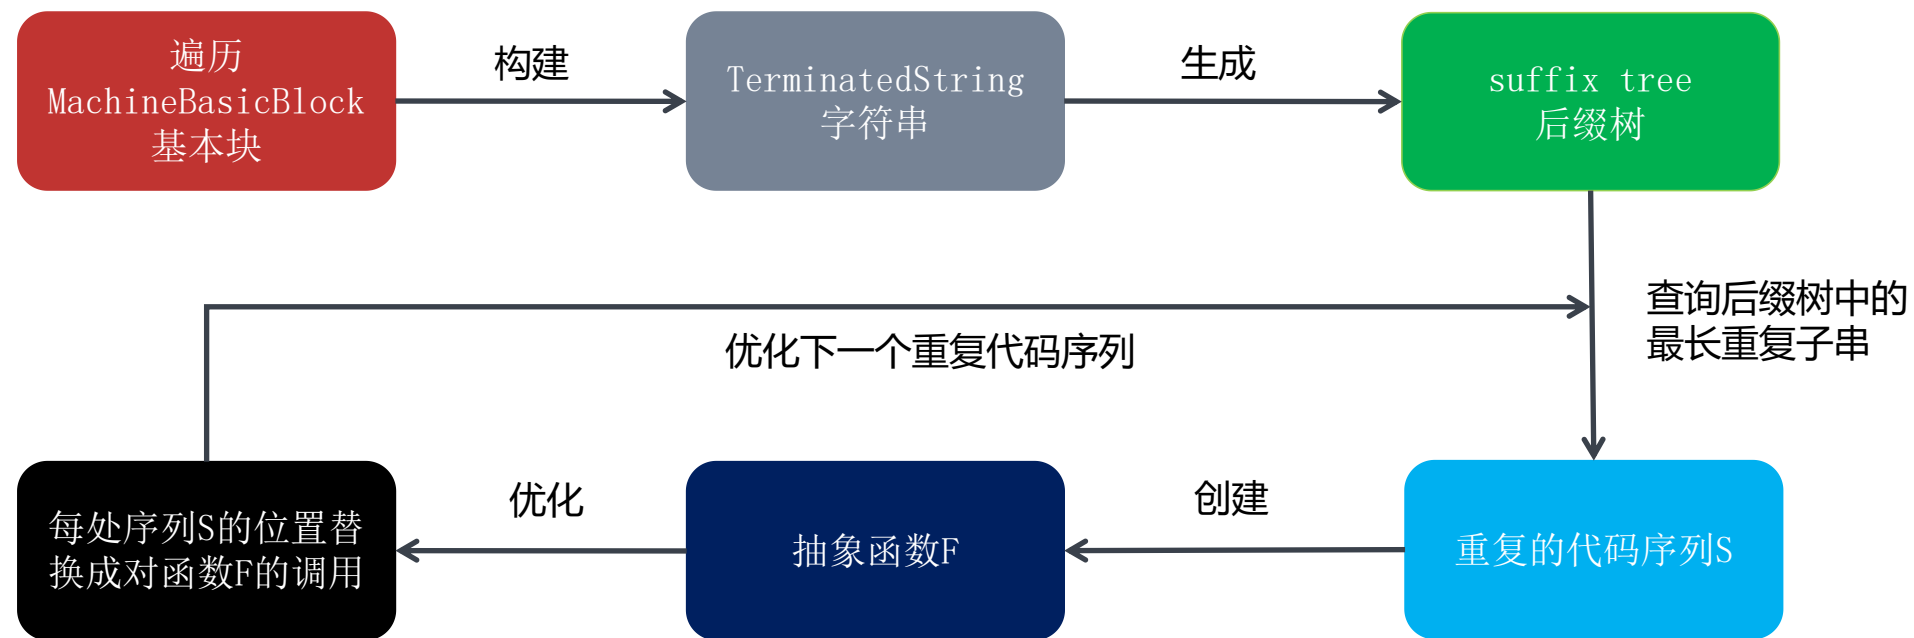 遍历
MachineBasicBlock
基本块
构建
TerminatedString
字符串
生成
suffix tree
后缀树
查询后缀树中的
最长重复子串
优化下一个重复代码序列
每处序列S的位置替
换成对函数F的调用
优化
抽象函数F
创建
重复的代码序列S